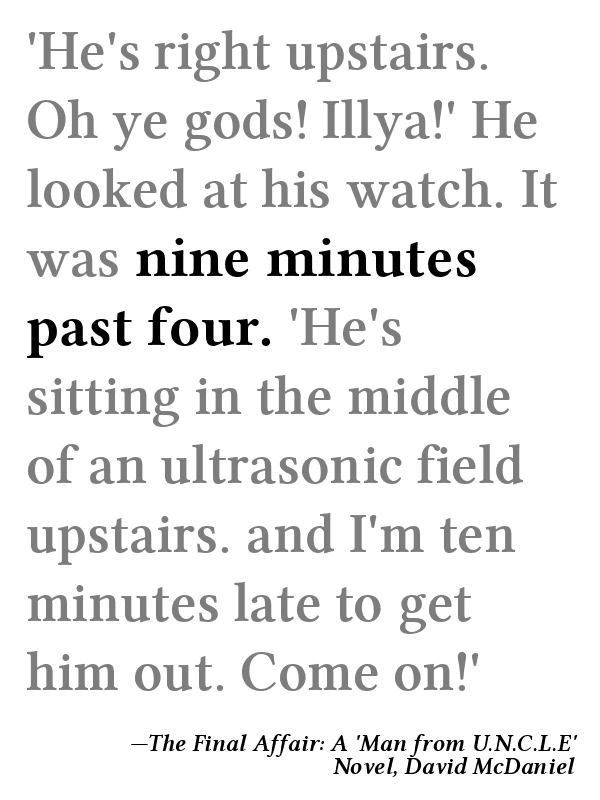 'He's right upstairs.
Oh ye gods! Illya!' He
looked at his watch. It
was nine minutes
past four. 'He's
sitting in the middle
of an ultrasonic field
upstairs. and I'm ten
minutes late to get
him out. Come on!'
—The Final Affair: A 'Man from U.N.C.L.E'
Novel, David McDaniel